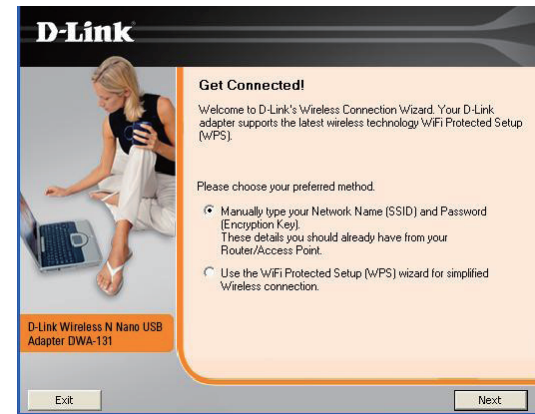 D-Link
Get Connected!
Welcome to D-Link's Wireless Connection Wizard. Your D-Link
adapter supports the latest wireless technology WiFi Protected Setup
(WPS).
Please choose your preferred method.
Manually type your Network Name (SSID) and Password
(Encryption Key).
These details you should already have from your
Router/Access Point.
Use the WiFi Protected Setup (WPS) wizard for simplified
Wireless connection.
D-Link Wireless N Nano USB
Adapter DWA-131
Exit
Next